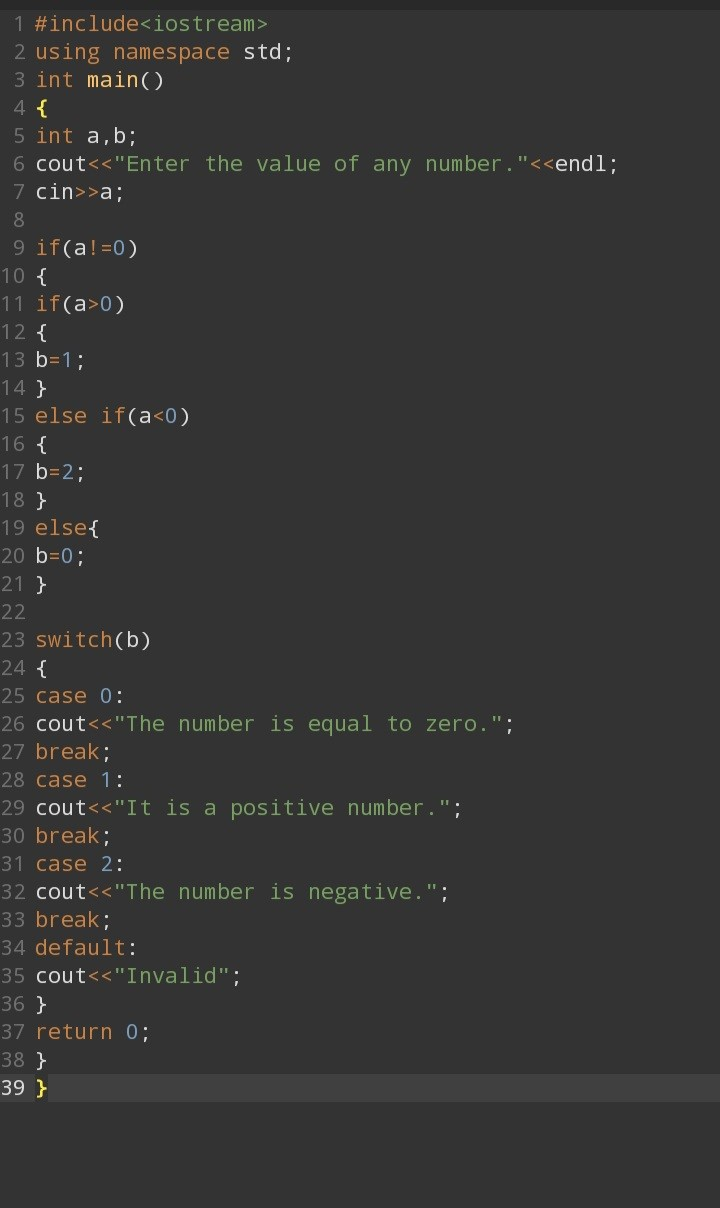 1 #include<iostream>
2 using namespace std;
3 int main()
4 {
5 int a,b;
6 cout<<"Enter the value of any number."<<endl;
7 cin>>a;
8
9 if(a!=0)
10 {
11 if(a>0)
12 {
13 b=1;
14 }
15 else if(a<0)
16 {
17 b=2;
18 }
19 else{
20 b=0;
21 }
22
23 switch(b)
24 {
25 case 0:
26 cout<<"The number is equal to zero.";
27 break;
28 case 1:
29 cout<<"It is a positive number.";
30 break;
31 case 2:
32 cout<<"The number is negative.";
33 break;
34 default:
35 cout<<"Invalid";
36 }
37 return 0;
38 }
39 }